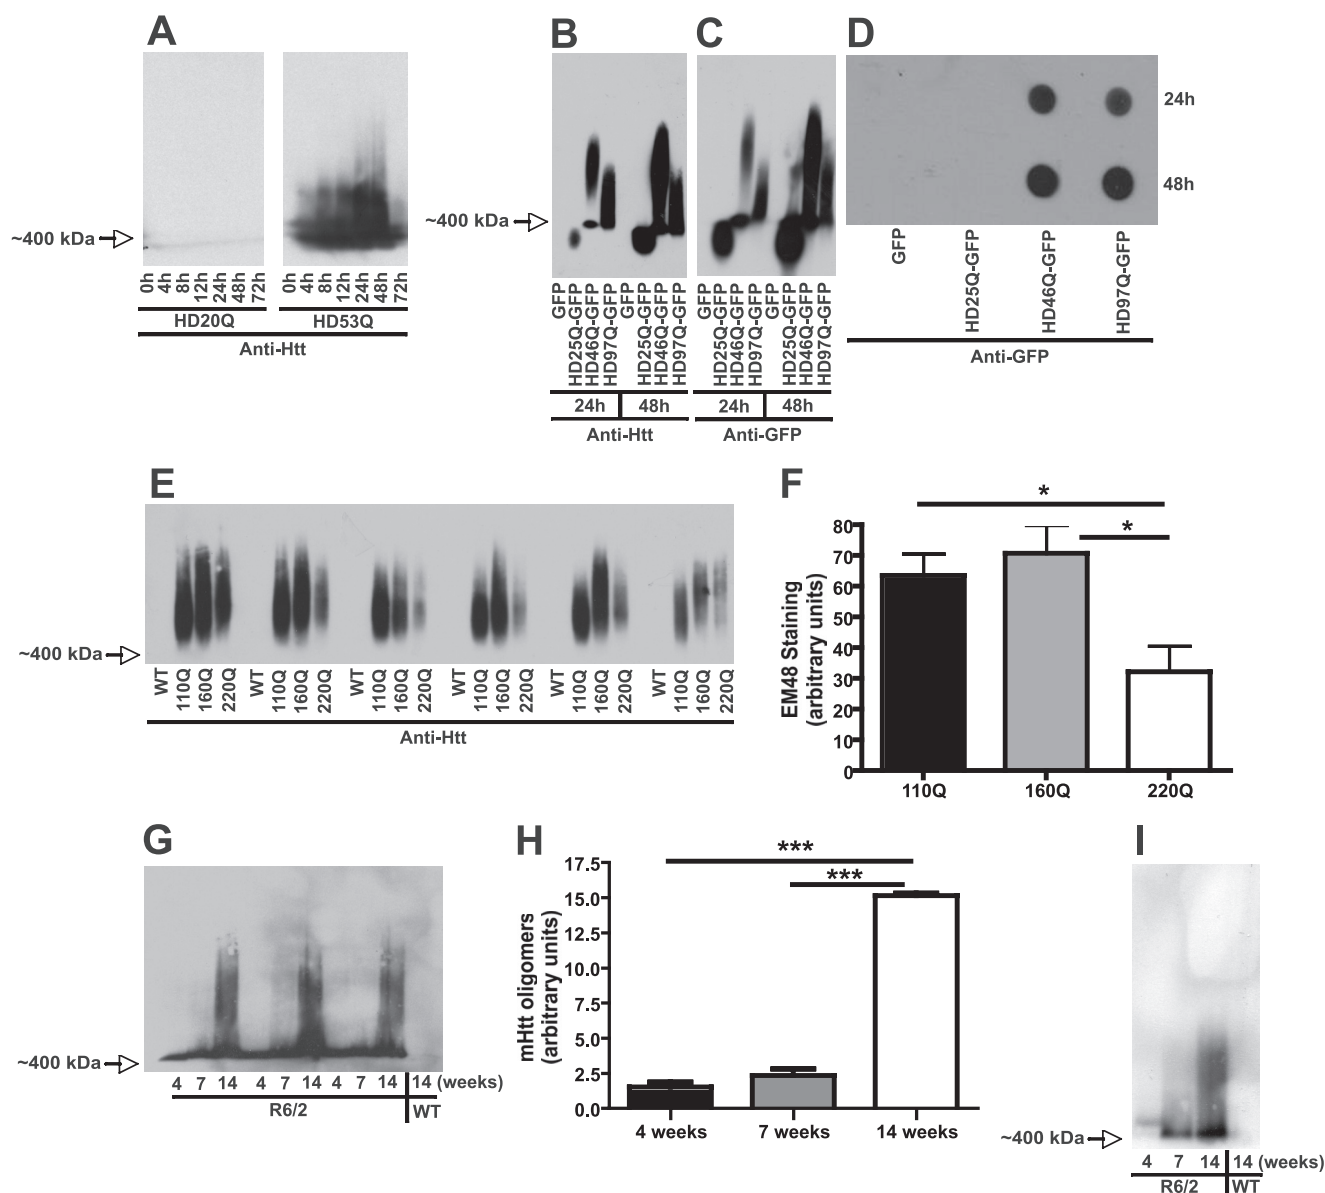 A
~400 kDa
0h 4h 8h 12h 24h 48h 72h 0h 4h 8h 12h 24h 48h 72h
HD20Q HD53Q
Anti-Htt
B
~400 kDa
GFP HD25Q-GFP HD46Q-GFP HD97Q-GFP GFP HD25Q-GFP HD46Q-GFP HD97Q-GFP
24h 48h
Anti-Htt
C
GFP HD25Q-GFP HD46Q-GFP HD97Q-GFP GFP HD25Q-GFP HD46Q-GFP HD97Q-GFP
24h 48h
Anti-GFP
D
24h
48h
GFP HD25Q-GFP HD46Q-GFP HD97Q-GFP
Anti-GFP
E
~400 kDa
WT 110Q 160Q 220Q WT 110Q 160Q 220Q WT 110Q 160Q 220Q WT 110Q 160Q 220Q WT 110Q 160Q 220Q WT 110Q 160Q 220Q
Anti-Htt
F
*
*
EM48 Staining
(arbitrary units)
80
70
60
50
40
30
20
10
0
110Q 160Q 220Q
G
~400 kDa
4 7 14 4 7 14 4 7 14 14 (weeks)
R6/2 WT
H
***
***
mHtt oligomers
(arbitrary units)
17.5
15.0
12.5
10.0
7.5
5.0
2.5
0.0
4 weeks 7 weeks 14 weeks
I
~400 kDa
4 7 14 14 (weeks)
R6/2 WT